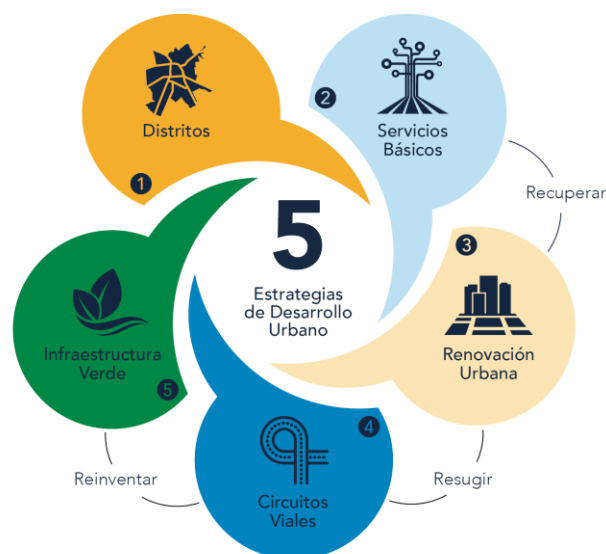 1
Distritos
2
Servicios
Básicos
Recuperar
3
Renovación
Urbana
Resugir
4
Circuitos
Viales
Reinventar
5
Infraestructura
Verde
5
Estrategias
de Desarrollo
Urbano